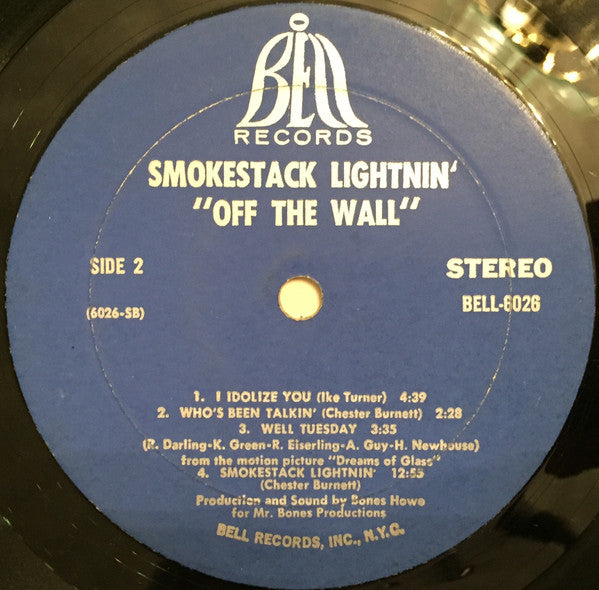 BELL
RECORDS
SMOKESTACK LIGHTNIN'
"OFF THE WALL"
SIDE 2
STEREO
(6026-SB)
BELL-6026
1. I IDOLIZE YOU (Ike Turner) 4:39
2. WHO'S BEEN TALKIN' (Chester Burnett) 2:28
3. WELL TUESDAY 3:35
(R. Darling-K. Green-R. Eiserling-A. Guy-H. Newhouse)
from the motion picture "Dreams of Glass"
4. SMOKESTACK LIGHTNIN' 12:55
(Chester Burnett)
Production and Sound by Bones Howe
for Mr. Bones Productions
BELL RECORDS, INC., N.Y.C.